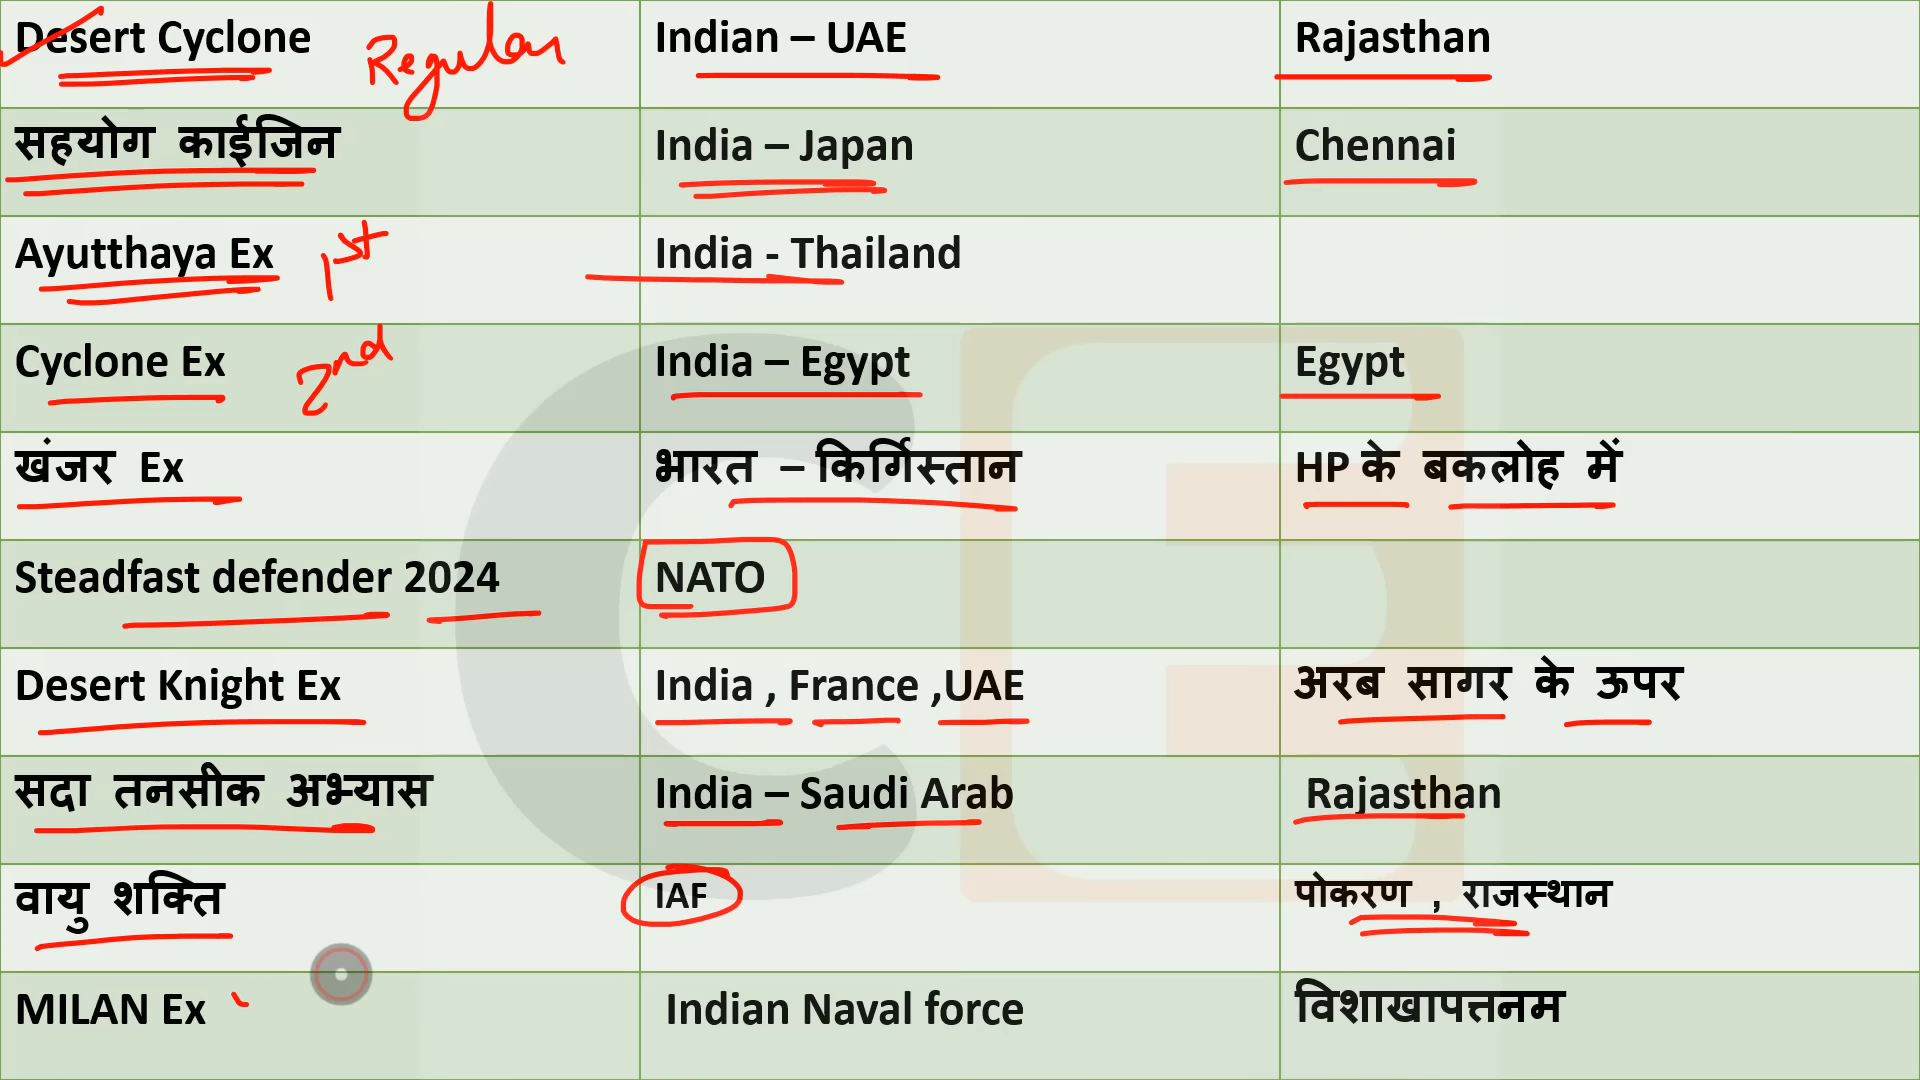 Desert Cyclone Regular Indian – UAE Rajasthan
सहयोग काईजिन India – Japan Chennai
Ayutthaya Ex 1st India - Thailand
Cyclone Ex 2nd India – Egypt Egypt
खंजर Ex भारत – किर्गिस्तान HP के बकलोह में
Steadfast defender 2024 NATO
Desert Knight Ex India , France ,UAE अरब सागर के ऊपर
सदा तनसीक अभ्यास India – Saudi Arab Rajasthan
वायु शक्ति IAF पोकरण , राजस्थान
MILAN Ex Indian Naval force विशाखापत्तनम